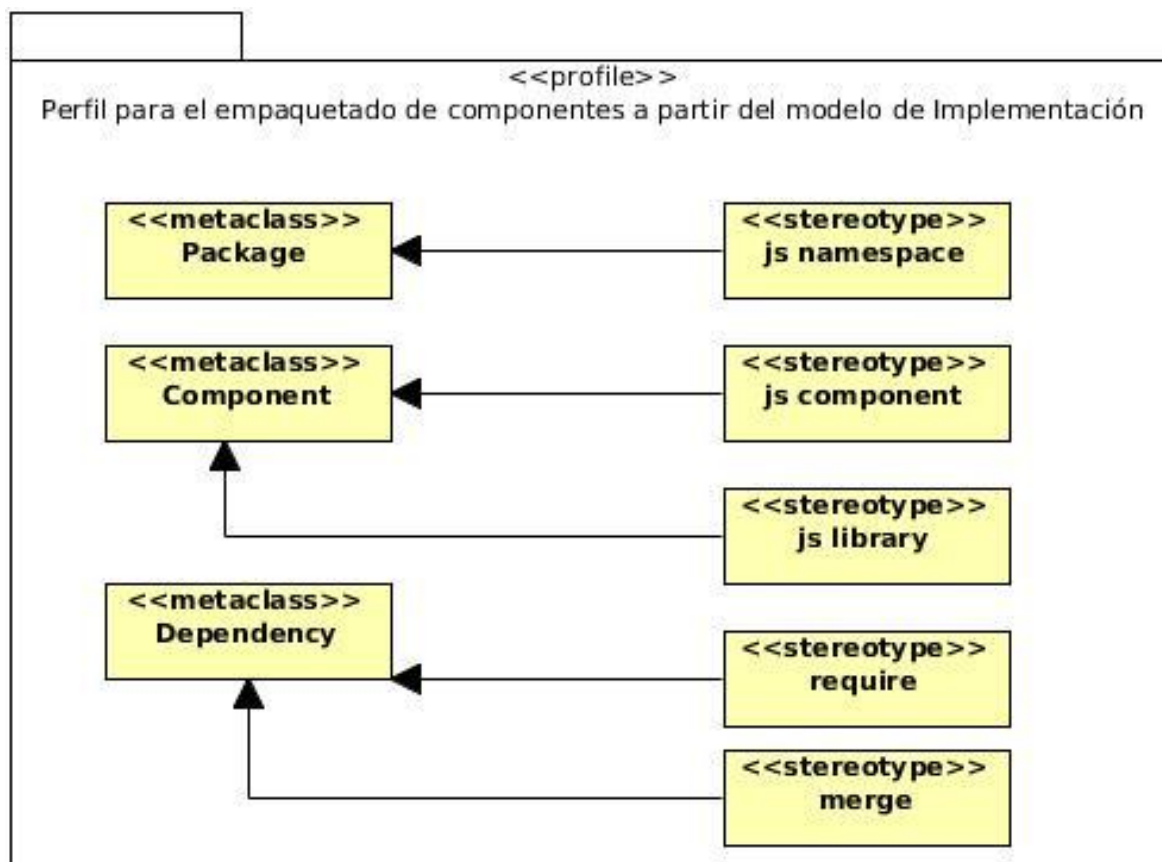 <<profile>>
Perfil para el empaquetado de componentes a partir del modelo de Implementación
<<metaclass>>
Package
<<stereotype>>
js namespace
<<metaclass>>
Component
<<stereotype>>
js component
<<stereotype>>
js library
<<metaclass>>
Dependency
<<stereotype>>
require
<<stereotype>>
merge